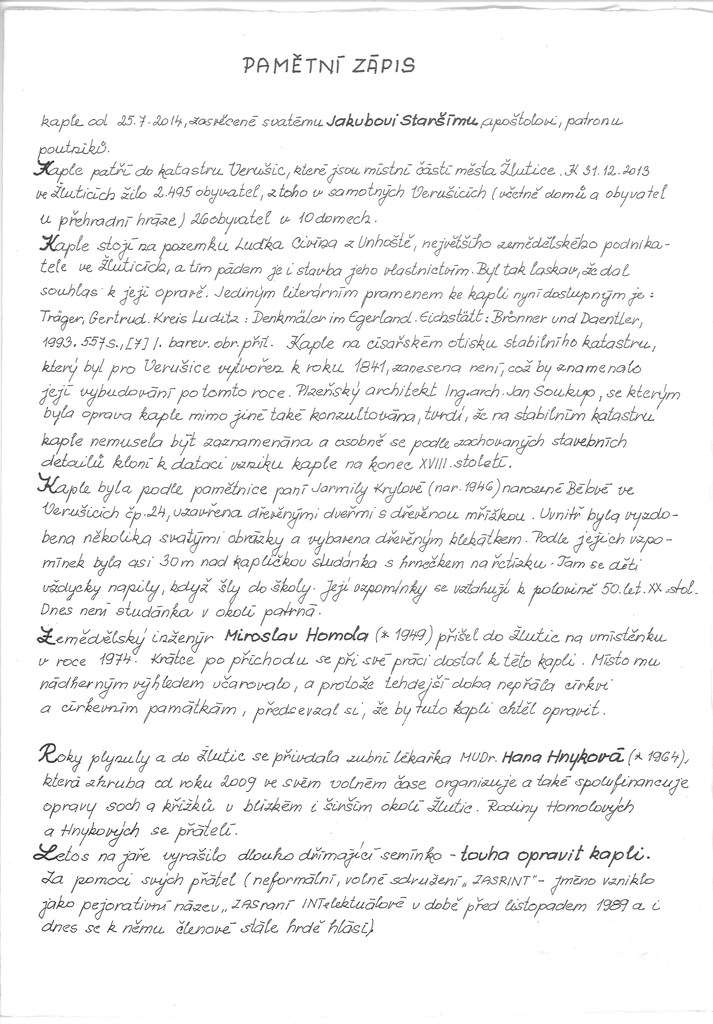 PAMĚTNÍ ZÁPIS
kaple od 25.7.2014, zasvěcené svatému Jakubovi Staršímu, apoštolovi, patronu
poutníků.
Kaple patří do katastru Verušic, které jsou místní částí města Žlutice. K 31.12.2013
ve Žluticích žilo 2.495 obyvatel, z toho v samotných Verušicích (včetně domů a obyvatel
u přehradní hráze) 26 obyvatel v 10 domech.
Kaple stojí na pozemku Luďka Civína z Unhoště, největšího zemědělského podnika-
tele ve Žluticích, a tím pádem je i stavba jeho vlastnictvím. Byl tak laskav, že dal
souhlas k její opravě. Jediným literárním pramenem ke kapli nyní dostupným je:
Träger, Gertrud. Kreis Luditz: Denkmäler im Egerland. Eichstätt: Brönner und Daentler,
1993. 557 s., [7] l. barev. obr. příl. Kaple na císařském otisku stabilního katastru,
který byl pro Verušice vytvořen k roku 1841, zanesena není, což by znamenalo
její vybudování po tomto roce. Plzeňský architekt Ing.arch. Jan Soukup, se kterým
byla oprava kaple mimo jiné také konzultována, tvrdí, že na stabilním katastru
kaple nemusela být zaznamenána a osobně se podle zachovaných stavebních
detailů kloní k dataci vzniku kaple na konec XVIII. století.
Kaple byla podle pamětnice paní Jarmily Krylové (nar. 1946) narozené Bělové ve
Verušicích čp. 24, uzavřena dřevěnými dveřmi s dřevěnou mřížkou. Uvnitř byla vyzdo-
bena několika svatými obrázky a vybavena dřevěným klekátkem. Podle jejích vzpo-
mínek byla asi 30 m nad kapličkou studánka s hrnečkem na řetízku. Tam se děti
vždycky napily, když šly do školy. Její vzpomínky se vztahují k polovině 50. let. XX. stol.
Dnes není studánka v okolí patrná.
Zemědělský inženýr Miroslav Homola (* 1949) přišel do Žlutic na umístěnku
v roce 1974. Krátce po příchodu se při své práci dostal k této kapli. Místo mu
nádherným výhledem učarovalo, a protože tehdejší doba nepřála církvi
a církevním památkám, předsevzal si, že by tuto kapli chtěl opravit.
Roky plynuly a do Žlutic se přivdala zubní lékařka MUDr. Hana Hnyková (* 1964),
která zhruba od roku 2009 ve svém volném čase organizuje a také spolufinancuje
opravy soch a křížků v blízkém i širším okolí Žlutic. Rodiny Homolových
a Hnykových se přátelí.
Letos na jaře vyrašilo dlouho dřímající semínko - touha opravit kapli.
Za pomoci svých přátel (neformální, volné sdružení „ZASRINT" - jméno vzniklo
jako pejorativní název „ZASraní INTelektuálové v době před listopadem 1989 a i
dnes se k němu členové stále hrdě hlásí)